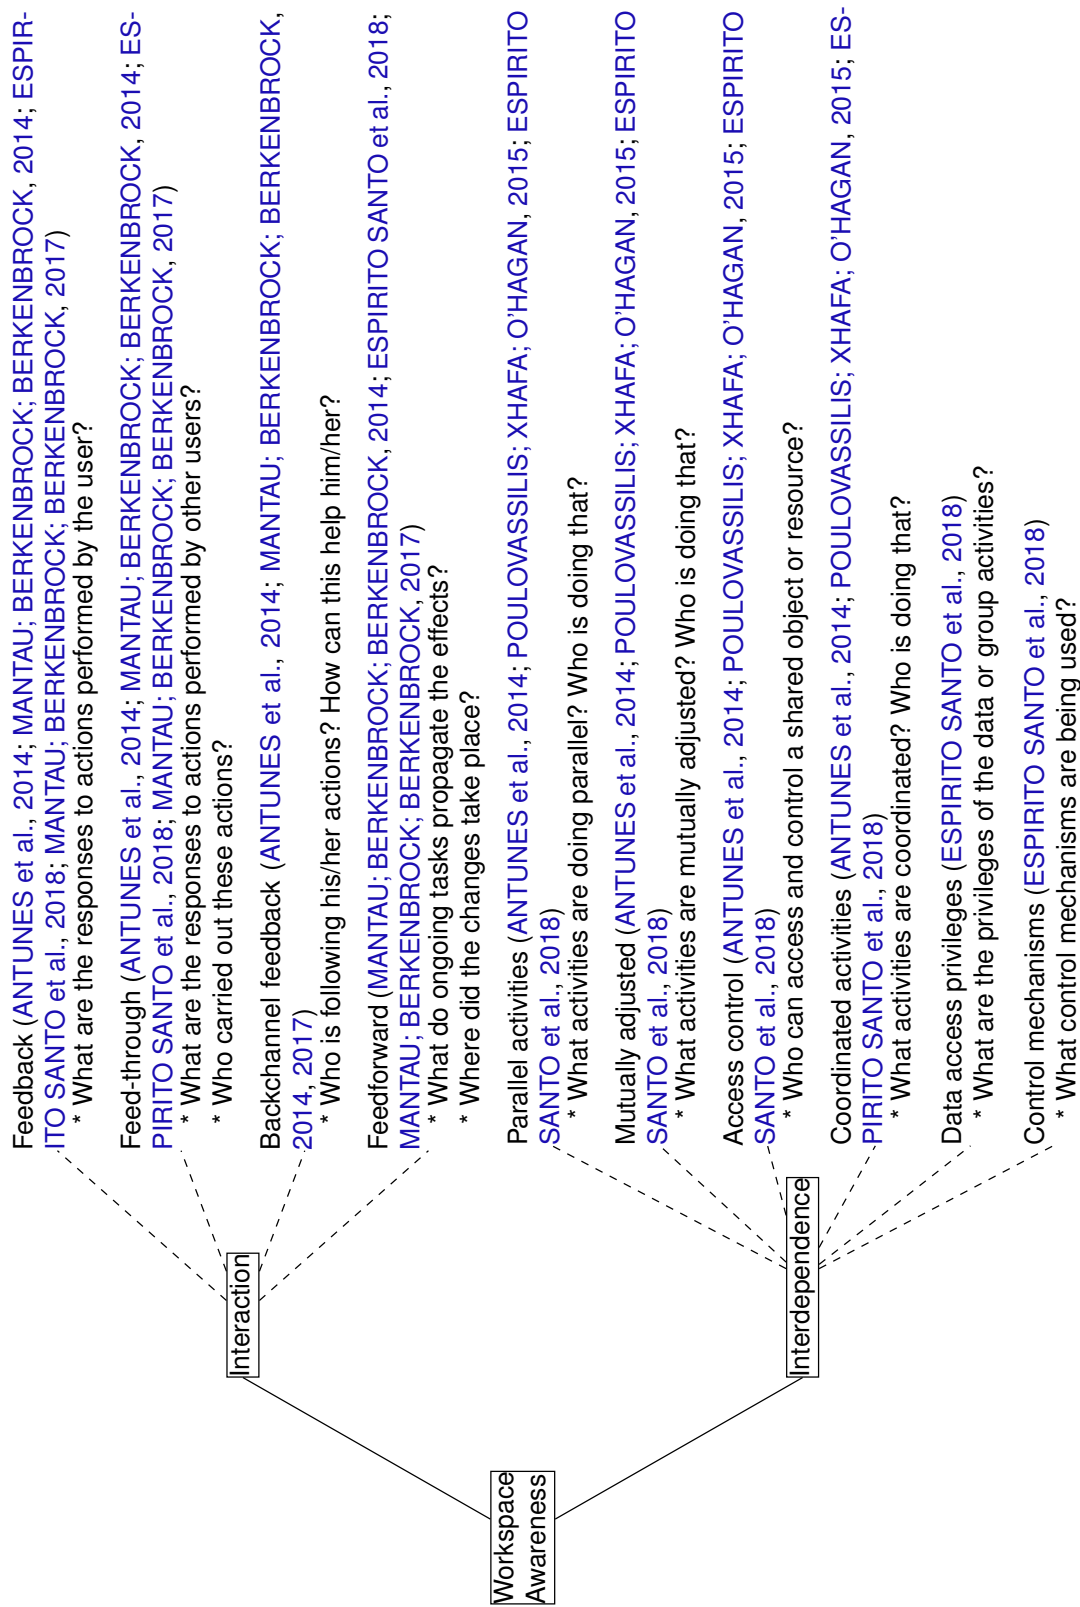 Workspace
Awareness
Interaction
Feedback (ANTUNES et al., 2014; MANTAU; BERKENBROCK; BERKENBROCK, 2014; ESPIR-
ITO SANTO et al., 2018; MANTAU; BERKENBROCK; BERKENBROCK, 2017)
* What are the responses to actions performed by the user?
Feed-through (ANTUNES et al., 2014; MANTAU; BERKENBROCK; BERKENBROCK, 2014; ES-
PIRITO SANTO et al., 2018; MANTAU; BERKENBROCK; BERKENBROCK, 2017)
* What are the responses to actions performed by other users?
* Who carried out these actions?
Backchannel feedback (ANTUNES et al., 2014; MANTAU; BERKENBROCK; BERKENBROCK,
2014, 2017)
* Who is following his/her actions? How can this help him/her?
Feedforward (MANTAU; BERKENBROCK; BERKENBROCK, 2014; ESPIRITO SANTO et al., 2018;
MANTAU; BERKENBROCK; BERKENBROCK, 2017)
* What do ongoing tasks propagate the effects?
* Where did the changes take place?
Interdependence
Parallel activities (ANTUNES et al., 2014; POULOVASSILIS; XHAFA; O'HAGAN, 2015; ESPIRITO
SANTO et al., 2018)
* What activities are doing parallel? Who is doing that?
Mutually adjusted (ANTUNES et al., 2014; POULOVASSILIS; XHAFA; O'HAGAN, 2015; ESPIRITO
SANTO et al., 2018)
* What activities are mutually adjusted? Who is doing that?
Access control (ANTUNES et al., 2014; POULOVASSILIS; XHAFA; O'HAGAN, 2015; ESPIRITO
SANTO et al., 2018)
* Who can access and control a shared object or resource?
Coordinated activities (ANTUNES et al., 2014; POULOVASSILIS; XHAFA; O'HAGAN, 2015; ES-
PIRITO SANTO et al., 2018)
* What activities are coordinated? Who is doing that?
Data access privileges (ESPIRITO SANTO et al., 2018)
* What are the privileges of the data or group activities?
Control mechanisms (ESPIRITO SANTO et al., 2018)
* What control mechanisms are being used?